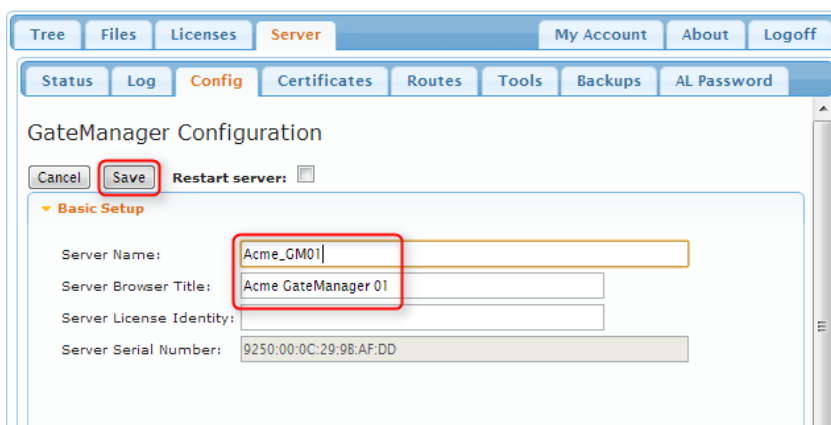 Tree Files Licenses Server My Account About Logoff
Status Log Config Certificates Routes Tools Backups AL Password
GateManager Configuration
Cancel Save Restart server:
Basic Setup
Server Name: Acme_GM01
Server Browser Title: Acme GateManager 01
Server License Identity:
Server Serial Number: 9250:00:0C:29:9B:AF:DD